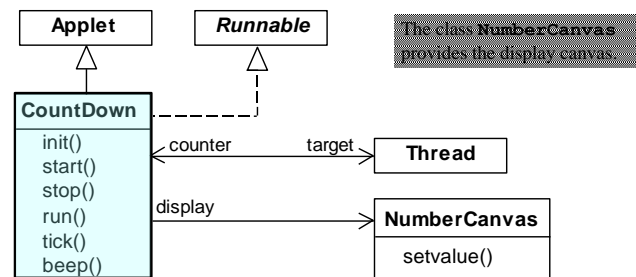 Applet
Runnable
The class NumberCanvas
provides the display canvas.
CountDown
init()
start()
stop()
run()
tick()
beep()
counter
target
Thread
display
NumberCanvas
setvalue()